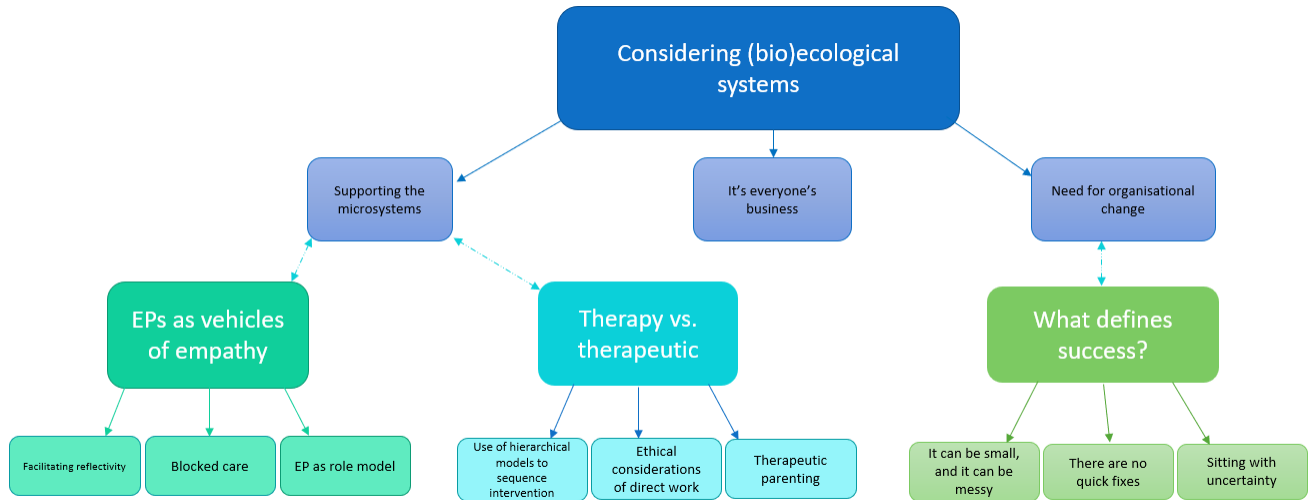 Considering (bio)ecological
systems
Supporting the
microsystems
It's everyone's
business
Need for organisational
change
EPs as vehicles
of empathy
Therapy vs.
therapeutic
What defines
success?
Facilitating reflectivity
Blocked care
EP as role model
Use of hierarchical
models to
sequence
intervention
Ethical
considerations
of direct work
Therapeutic
parenting
It can be small,
and it can be
messy
There are no
quick fixes
Sitting with
uncertainty